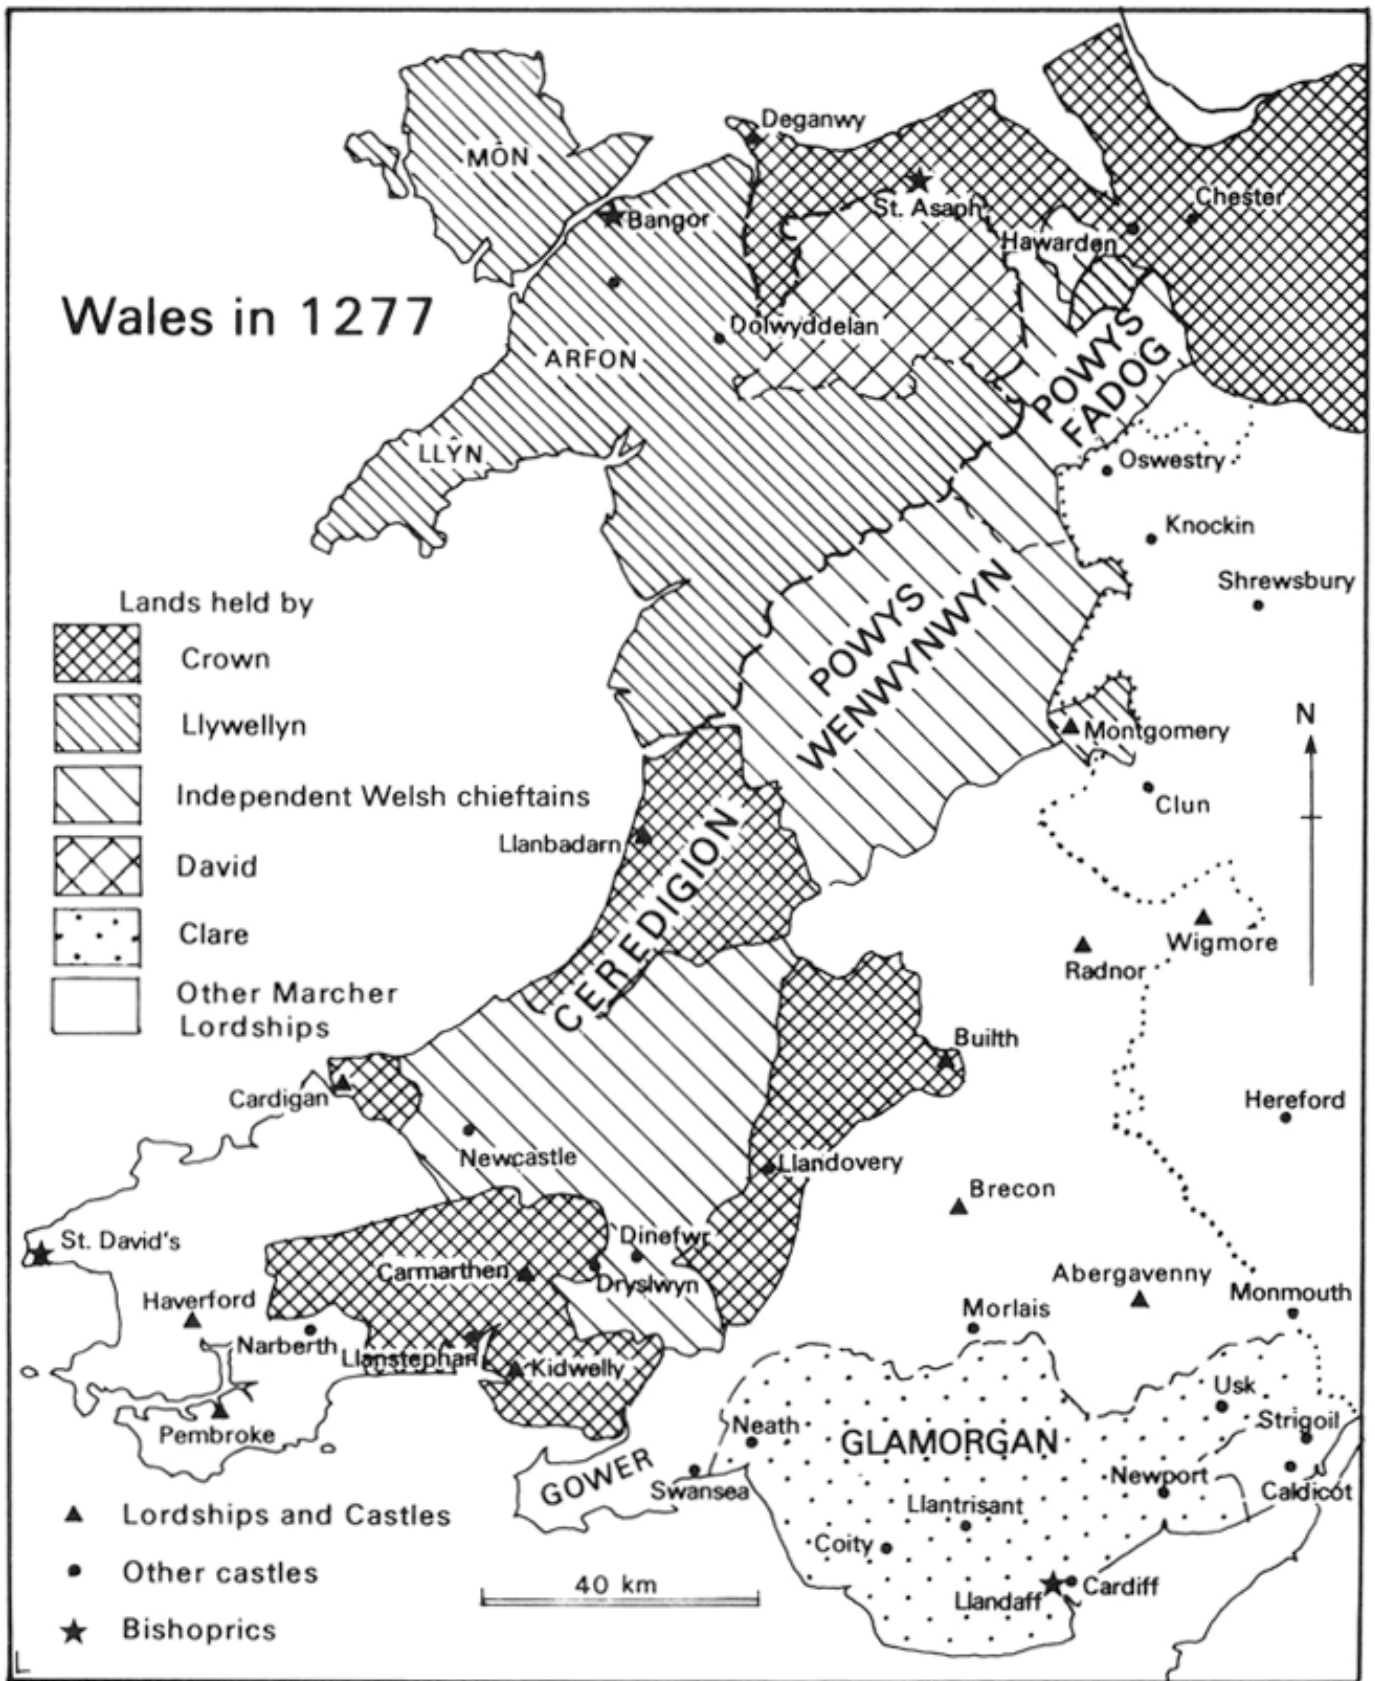 Deganwy
MÔN
St. Asaph
Chester
Bangor
Hawarden
Wales in 1277
Dolwyddelan
ARFON
POWYS
FADOG
LLŶN
Oswestry
Knockin
Shrewsbury
POWYS
WENWYNWYN
Lands held by
Crown
Llywellyn
Independent Welsh chieftains
David
Clare
Other Marcher
Lordships
N
Montgomery
Clun
Llanbadarn
CEREDIGION
Wigmore
Radnor
Builth
Cardigan
Hereford
Newcastle
Llandovery
Brecon
St. David's
Dinefwr
Carmarthen
Dryslwyn
Abergavenny
Monmouth
Haverford
Morlais
Narberth
Llanstephan
Kidwelly
Usk
Strigoil
Pembroke
Neath
GLAMORGAN
GOWER
Swansea
Newport
Caldicot
Llantrisant
Coity
Llandaff
Cardiff
Lordships and Castles
Other castles
Bishoprics
40 km
L